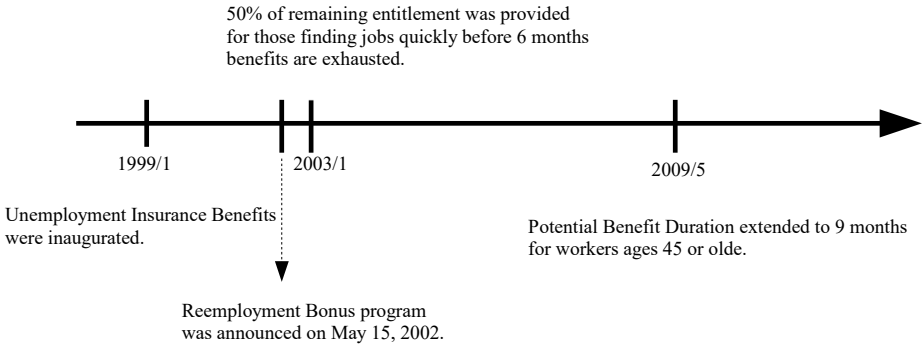 50% of remaining entitlement was provided
for those finding jobs quickly before 6 months
benefits are exhausted.
1999/1
2003/1
2009/5
Unemployment Insurance Benefits
were inaugurated.
Potential Benefit Duration extended to 9 months
for workers ages 45 or olde.
Reemployment Bonus program
was announced on May 15, 2002.